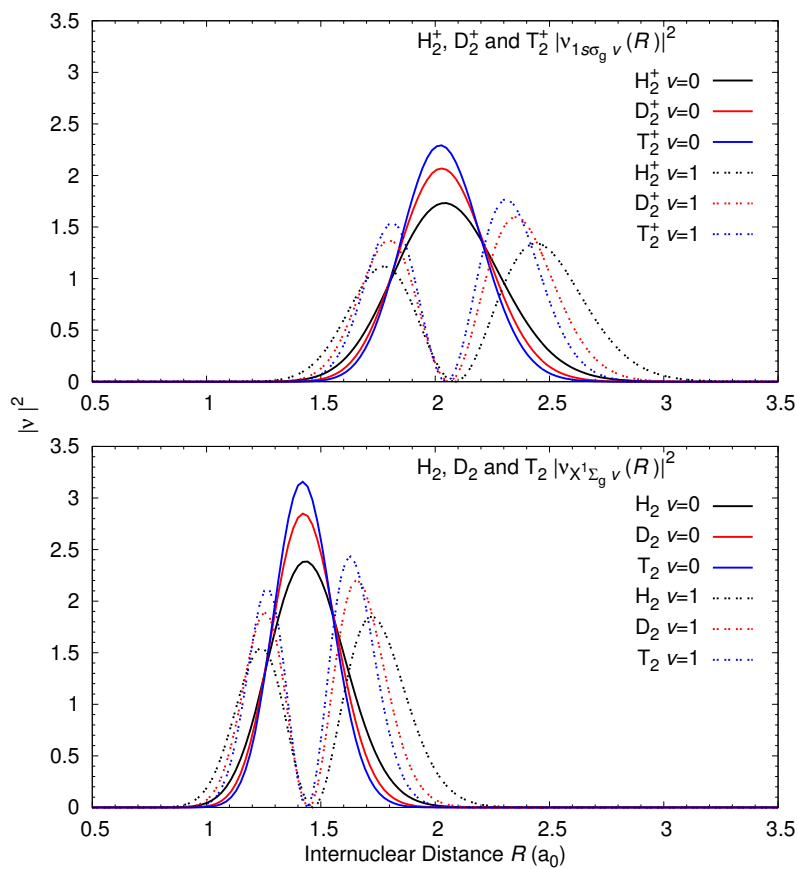 H₂⁺, D₂⁺ and T₂⁺ |ν₁ₛσg ᵥ(R)|²
H₂⁺ v=0
D₂⁺ v=0
T₂⁺ v=0
H₂⁺ v=1
D₂⁺ v=1
T₂⁺ v=1
3.5
3
2.5
2
1.5
1
0.5
0
0.5 1 1.5 2 2.5 3 3.5
|ν|²
H₂, D₂ and T₂ |ν_X¹Σg ᵥ(R)|²
H₂ v=0
D₂ v=0
T₂ v=0
H₂ v=1
D₂ v=1
T₂ v=1
3.5
3
2.5
2
1.5
1
0.5
0
0.5 1 1.5 2 2.5 3 3.5
Internuclear Distance R (a₀)